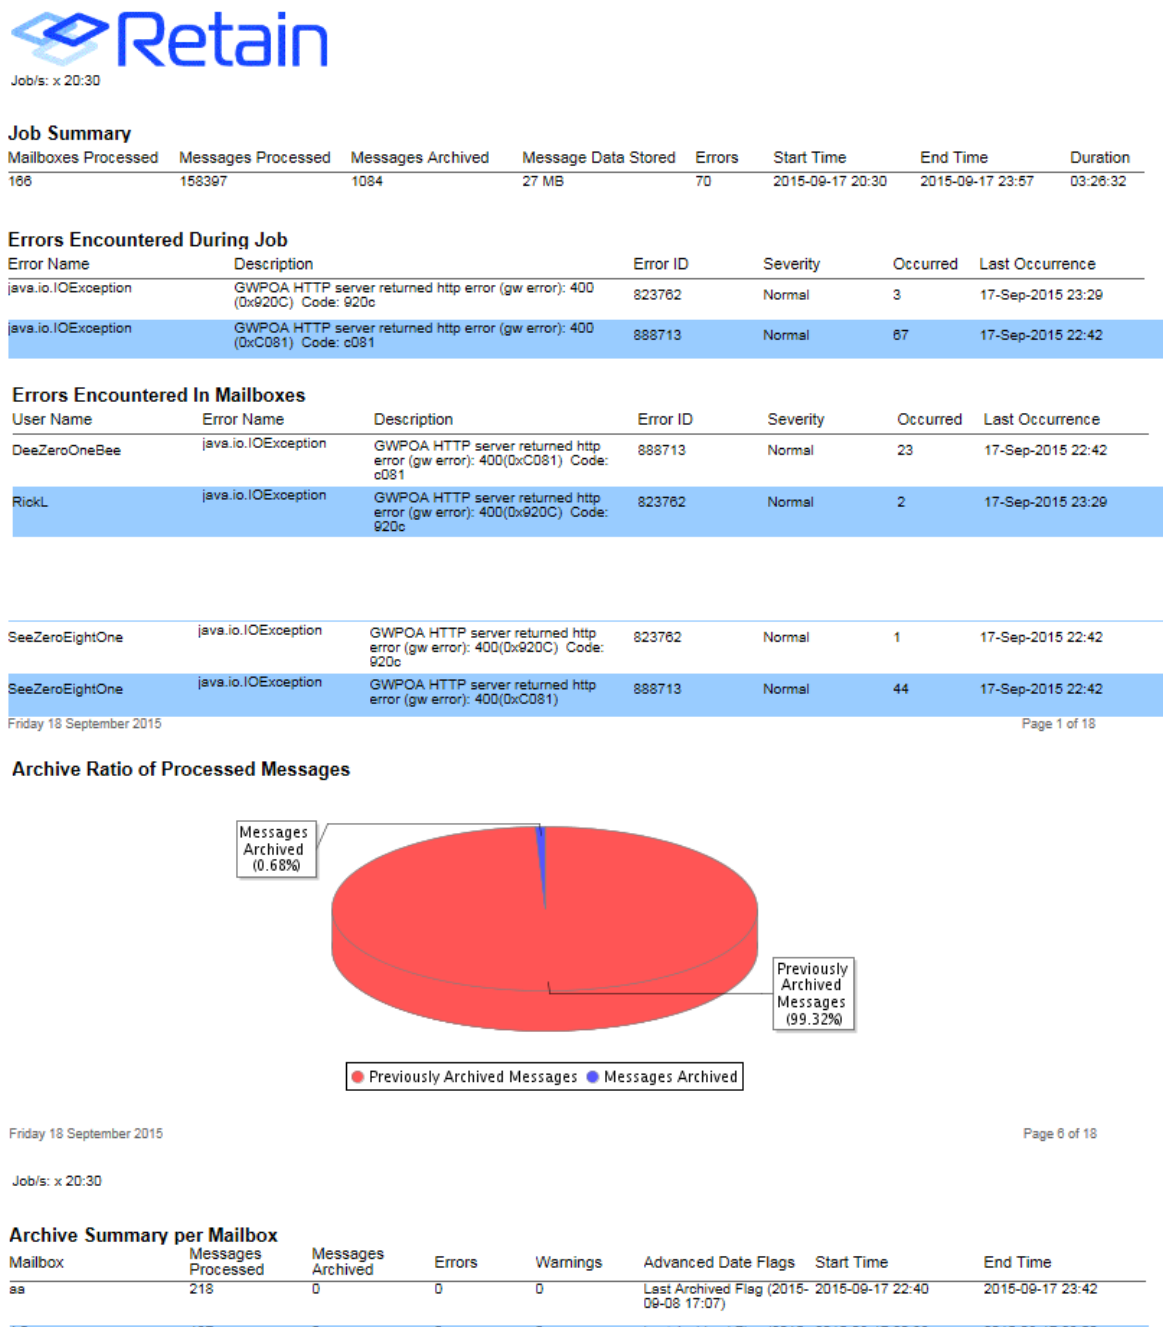 Retain
Job/s: x 20:30
Job Summary
Mailboxes Processed Messages Processed Messages Archived Message Data Stored Errors Start Time End Time Duration
166 158397 1084 27 MB 70 2015-09-17 20:30 2015-09-17 23:57 03:26:32
Errors Encountered During Job
Error Name Description Error ID Severity Occurred Last Occurrence
java.io.IOException GWPOA HTTP server returned http error (gw error): 400
(0x920C) Code: 920c 823762 Normal 3 17-Sep-2015 23:29
java.io.IOException GWPOA HTTP server returned http error (gw error): 400
(0xC081) Code: c081 888713 Normal 67 17-Sep-2015 22:42
Errors Encountered In Mailboxes
User Name Error Name Description Error ID Severity Occurred Last Occurrence
DeeZeroOneBee java.io.IOException GWPOA HTTP server returned http
error (gw error): 400(0xC081) Code: 888713 Normal 23 17-Sep-2015 22:42
c081
RickL java.io.IOException GWPOA HTTP server returned http
error (gw error): 400(0x920C) Code: 823762 Normal 2 17-Sep-2015 23:29
920c
SeeZeroEightOne java.io.IOException GWPOA HTTP server returned http
error (gw error): 400(0x920C) Code: 823762 Normal 1 17-Sep-2015 22:42
920c
SeeZeroEightOne java.io.IOException GWPOA HTTP server returned http
error (gw error): 400(0xC081) 888713 Normal 44 17-Sep-2015 22:42
Friday 18 September 2015 Page 1 of 18
Archive Ratio of Processed Messages
Messages
Archived
(0.68%)
Previously
Archived
Messages
(99.32%)
Previously Archived Messages Messages Archived
Friday 18 September 2015 Page 6 of 18
Job/s: x 20:30
Archive Summary per Mailbox
Mailbox Messages Processed Messages Archived Errors Warnings Advanced Date Flags Start Time End Time
aa 218 0 0 0 Last Archived Flag (2015- 2015-09-17 22:40 2015-09-17 23:42
09-08 17:07)